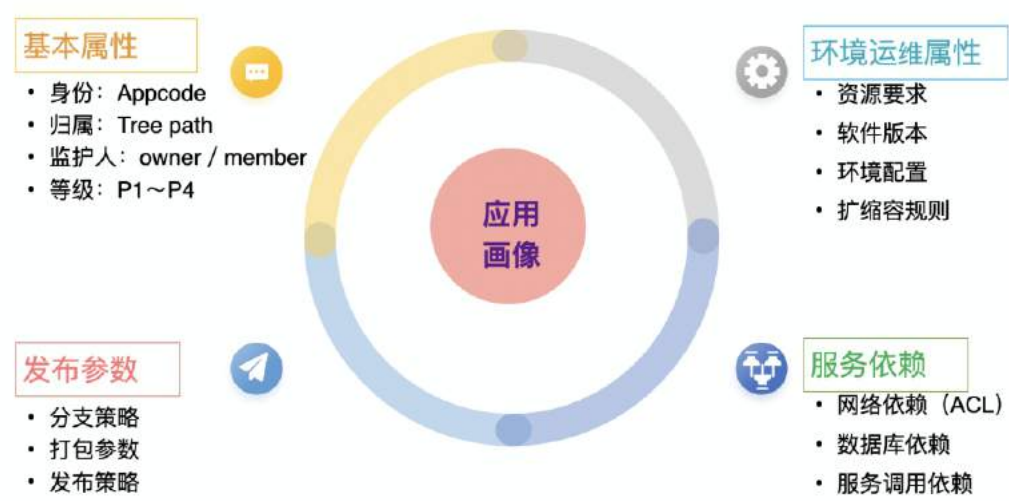 基本属性
• 身份：Appcode
• 归属：Tree path
• 监护人：owner / member
• 等级：P1～P4
环境运维属性
• 资源要求
• 软件版本
• 环境配置
• 扩缩容规则
应用
画像
发布参数
• 分支策略
• 打包参数
• 发布策略
服务依赖
• 网络依赖（ACL）
• 数据库依赖
• 服务调用依赖